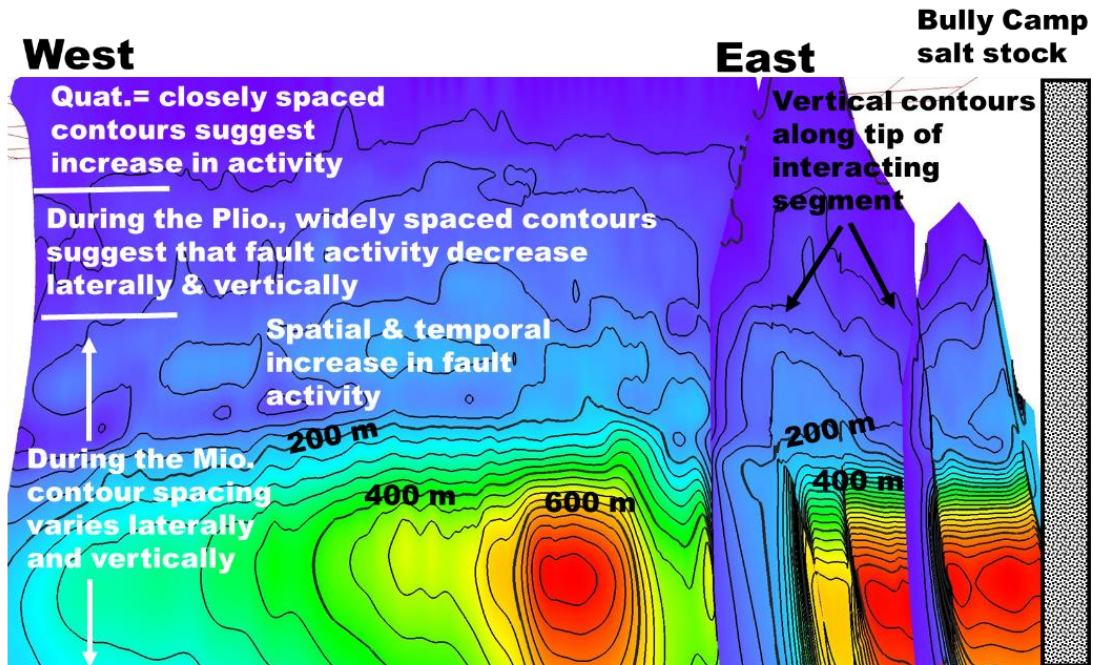 West
East
Bully Camp
salt stock
Quat.= closely spaced
contours suggest
increase in activity
Vertical contours
along tip of
interacting
segment
During the Plio., widely spaced contours
suggest that fault activity decrease
laterally & vertically
Spatial & temporal
increase in fault
activity
200 m
200 m
During the Mio.
contour spacing
varies laterally
and vertically
400 m
600 m
400 m